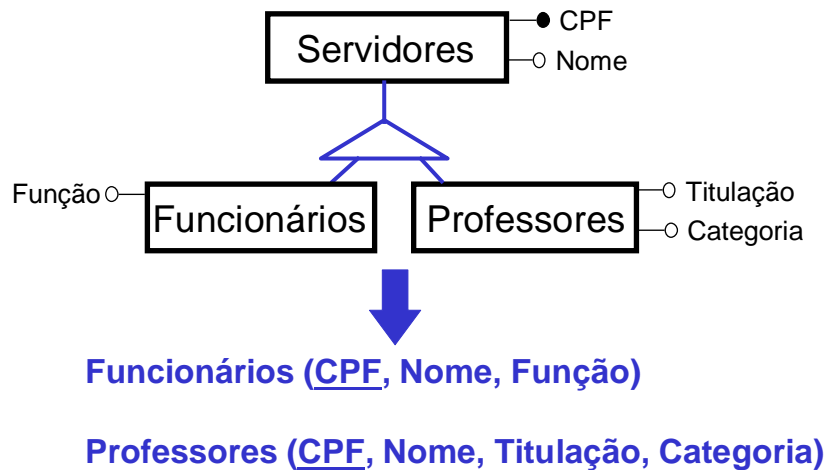 Servidores
CPF
Nome
Função
Funcionários
Professores
Titulação
Categoria
Funcionários (CPF, Nome, Função)
Professores (CPF, Nome, Titulação, Categoria)